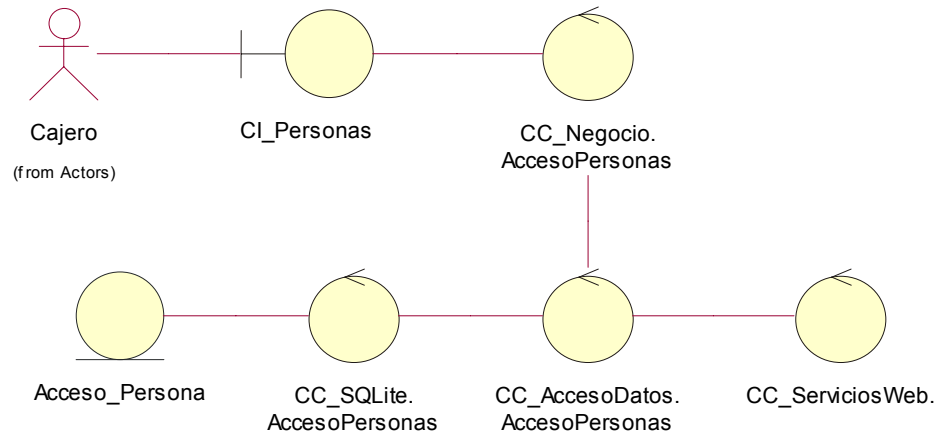 Cajero
(from Actors)
CI_Personas
CC_Negocio.
AccesoPersonas
Acceso_Persona
CC_SQLite.
AccesoPersonas
CC_AccesoDatos.
AccesoPersonas
CC_ServiciosWeb.